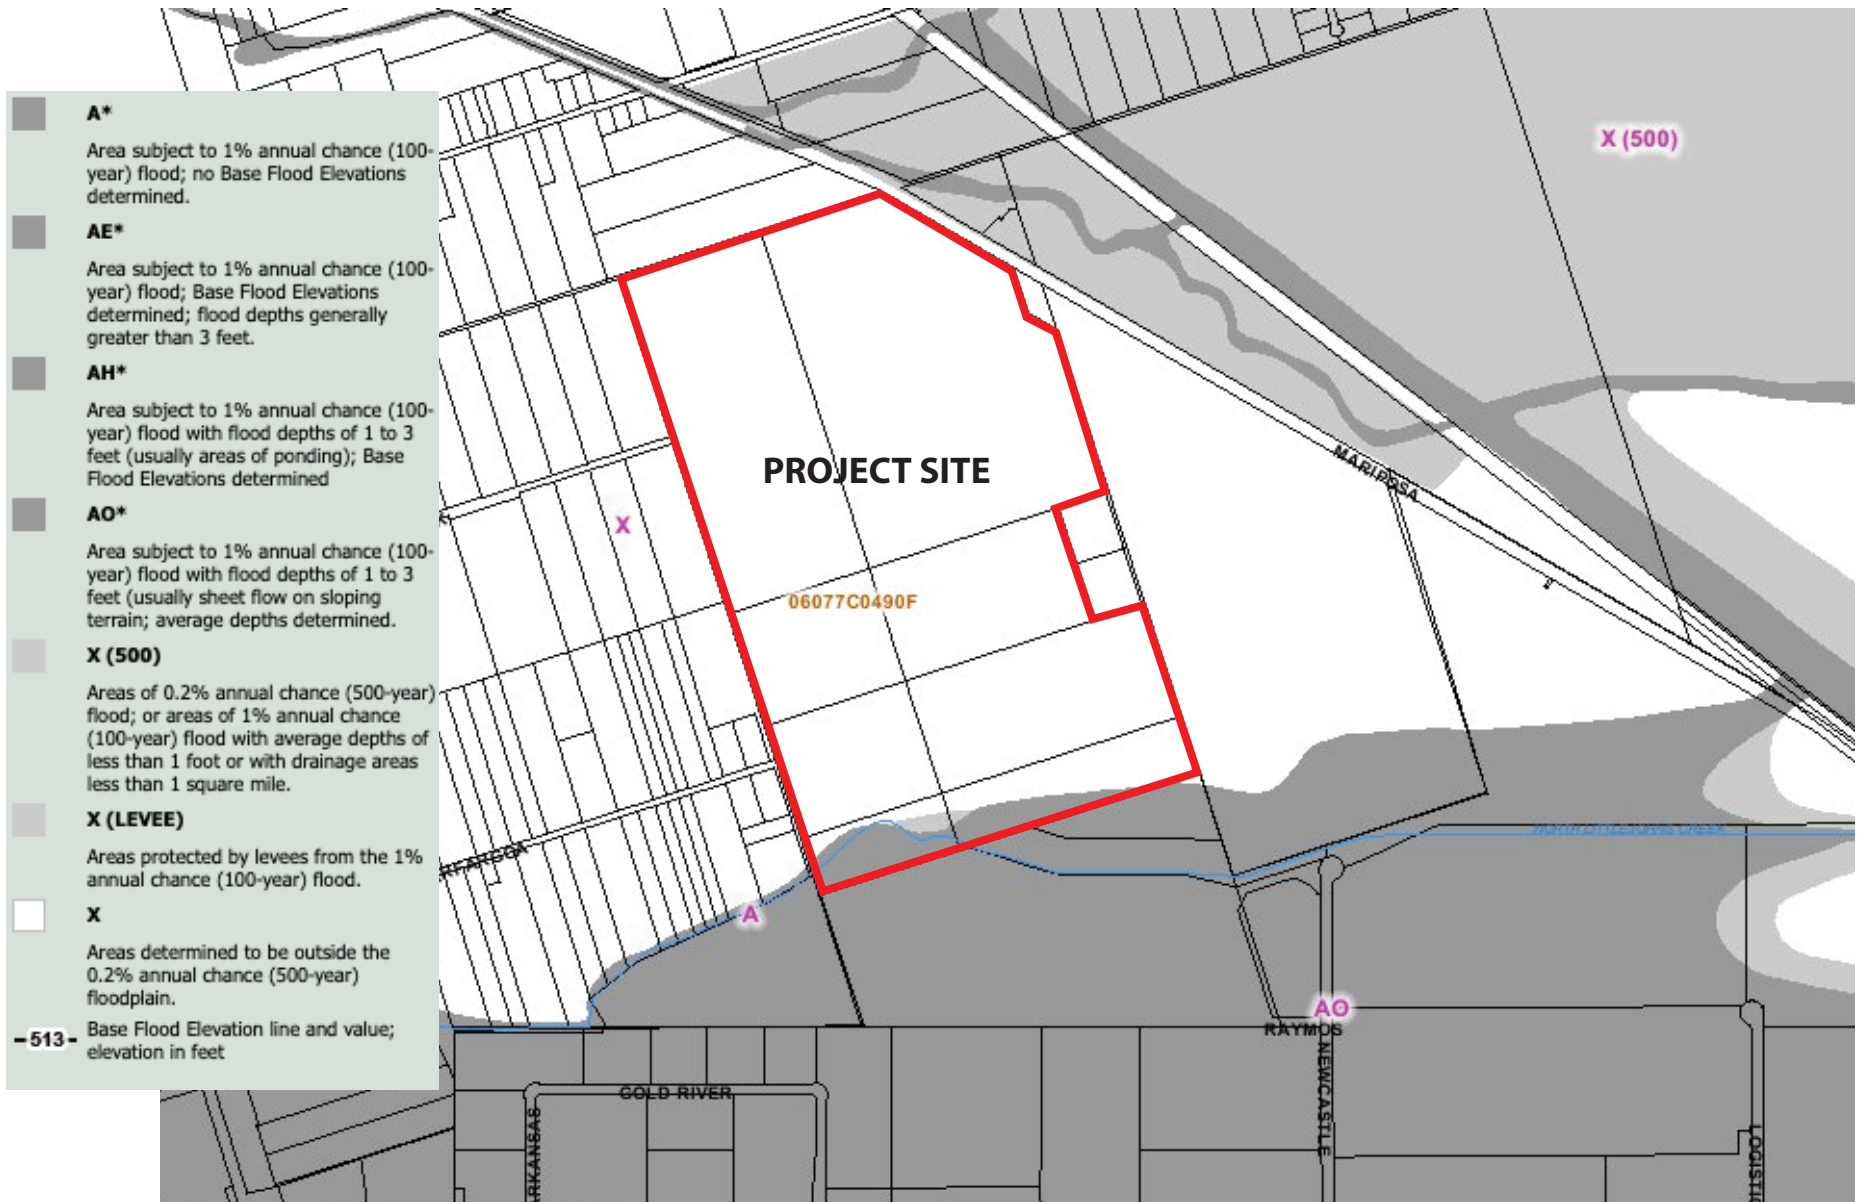 A*
Area subject to 1% annual chance (100-
year) flood; no Base Flood Elevations
determined.
AE*
Area subject to 1% annual chance (100-
year) flood; Base Flood Elevations
determined; flood depths generally
greater than 3 feet.
AH*
Area subject to 1% annual chance (100-
year) flood with flood depths of 1 to 3
feet (usually areas of ponding); Base
Flood Elevations determined
AO*
Area subject to 1% annual chance (100-
year) flood with flood depths of 1 to 3
feet (usually sheet flow on sloping
terrain; average depths determined.
X (500)
Areas of 0.2% annual chance (500-year)
flood; or areas of 1% annual chance
(100-year) flood with average depths of
less than 1 foot or with drainage areas
less than 1 square mile.
X (LEVEE)
Areas protected by levees from the 1%
annual chance (100-year) flood.
X
Areas determined to be outside the
0.2% annual chance (500-year)
floodplain.
513
Base Flood Elevation line and value;
elevation in feet
X (500)
PROJECT SITE
MARIPOSA
X
06077C0490F
NORTH LITTLEJOHNS CREEK
A
AO
RAYMOS
NEWCASTLE
GOLD RIVER
ARKANSAS
LOGISTIC